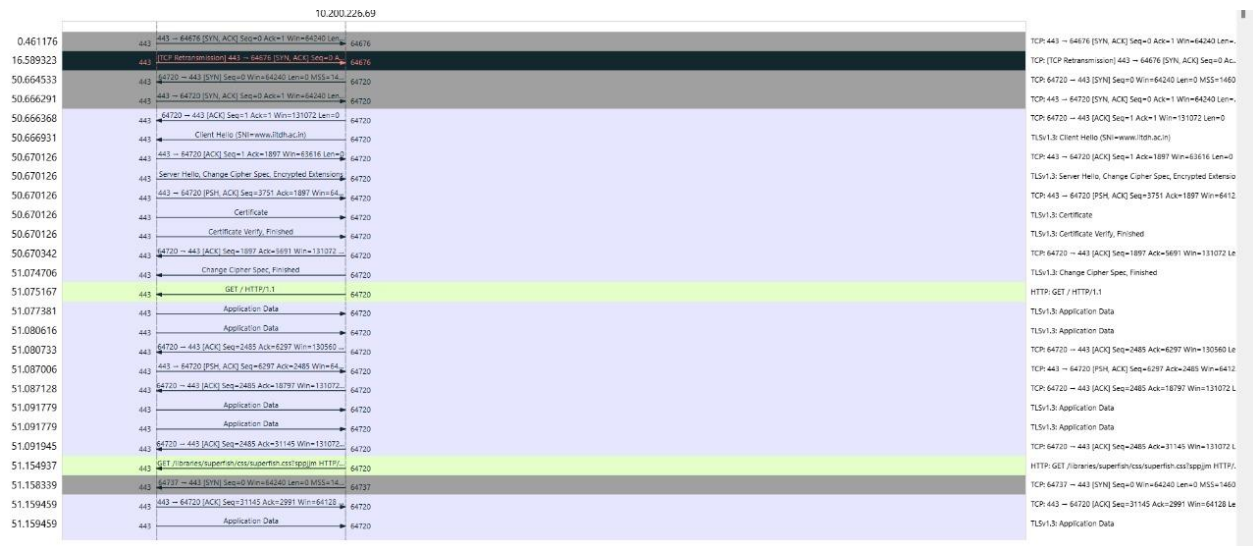 10.200.226.69
0.461176 443 443 → 64676 [SYN, ACK] Seq=0 Ack=1 Win=64240 Len... 64676 TCP: 443 → 64676 [SYN, ACK] Seq=0 Ack=1 Win=64240 Len=...
16.589323 443 [TCP Retransmission] 443 → 64676 [SYN, ACK] Seq=0 A... 64676 TCP: [TCP Retransmission] 443 → 64676 [SYN, ACK] Seq=0 Ac...
50.664533 443 64720 → 443 [SYN] Seq=0 Win=64240 Len=0 MSS=14... 64720 TCP: 64720 → 443 [SYN] Seq=0 Win=64240 Len=0 MSS=1460
50.666291 443 443 → 64720 [SYN, ACK] Seq=0 Ack=1 Win=64240 Len... 64720 TCP: 443 → 64720 [SYN, ACK] Seq=0 Ack=1 Win=64240 Len=...
50.666368 443 64720 → 443 [ACK] Seq=1 Ack=1 Win=131072 Len=0 64720 TCP: 64720 → 443 [ACK] Seq=1 Ack=1 Win=131072 Len=0
50.666931 443 Client Hello (SNI=www.iitdh.ac.in) 64720 TLSv1.3: Client Hello (SNI=www.iitdh.ac.in)
50.670126 443 443 → 64720 [ACK] Seq=1 Ack=1897 Win=63616 Len=0 64720 TCP: 443 → 64720 [ACK] Seq=1 Ack=1897 Win=63616 Len=0
50.670126 443 Server Hello, Change Cipher Spec, Encrypted Extensions 64720 TLSv1.3: Server Hello, Change Cipher Spec, Encrypted Extensio
50.670126 443 443 → 64720 [PSH, ACK] Seq=3751 Ack=1897 Win=64... 64720 TCP: 443 → 64720 [PSH, ACK] Seq=3751 Ack=1897 Win=6412
50.670126 443 Certificate 64720 TLSv1.3: Certificate
50.670126 443 Certificate Verify, Finished 64720 TLSv1.3: Certificate Verify, Finished
50.670342 443 64720 → 443 [ACK] Seq=1897 Ack=5691 Win=131072 ... 64720 TCP: 64720 → 443 [ACK] Seq=1897 Ack=5691 Win=131072 Le
51.074706 443 Change Cipher Spec, Finished 64720 TLSv1.3: Change Cipher Spec, Finished
51.075167 443 GET / HTTP/1.1 64720 HTTP: GET / HTTP/1.1
51.077381 443 Application Data 64720 TLSv1.3: Application Data
51.080616 443 Application Data 64720 TLSv1.3: Application Data
51.080733 443 64720 → 443 [ACK] Seq=2485 Ack=6297 Win=130560 ... 64720 TCP: 64720 → 443 [ACK] Seq=2485 Ack=6297 Win=130560 Le
51.087006 443 443 → 64720 [PSH, ACK] Seq=6297 Ack=2485 Win=64... 64720 TCP: 443 → 64720 [PSH, ACK] Seq=6297 Ack=2485 Win=6412
51.087128 443 64720 → 443 [ACK] Seq=2485 Ack=18797 Win=131072... 64720 TCP: 64720 → 443 [ACK] Seq=2485 Ack=18797 Win=131072 L
51.091779 443 Application Data 64720 TLSv1.3: Application Data
51.091779 443 Application Data 64720 TLSv1.3: Application Data
51.091945 443 64720 → 443 [ACK] Seq=2485 Ack=31145 Win=131072... 64720 TCP: 64720 → 443 [ACK] Seq=2485 Ack=31145 Win=131072 L
51.154937 443 GET /libraries/superfish/css/superfish.css?sppjjm HTTP/... 64720 HTTP: GET /libraries/superfish/css/superfish.css?sppjjm HTTP/...
51.158339 443 64737 → 443 [SYN] Seq=0 Win=64240 Len=0 MSS=14... 64737 TCP: 64737 → 443 [SYN] Seq=0 Win=64240 Len=0 MSS=1460
51.159459 443 443 → 64720 [ACK] Seq=31145 Ack=2991 Win=64128 ... 64720 TCP: 443 → 64720 [ACK] Seq=31145 Ack=2991 Win=64128 Le
51.159459 443 Application Data 64720 TLSv1.3: Application Data